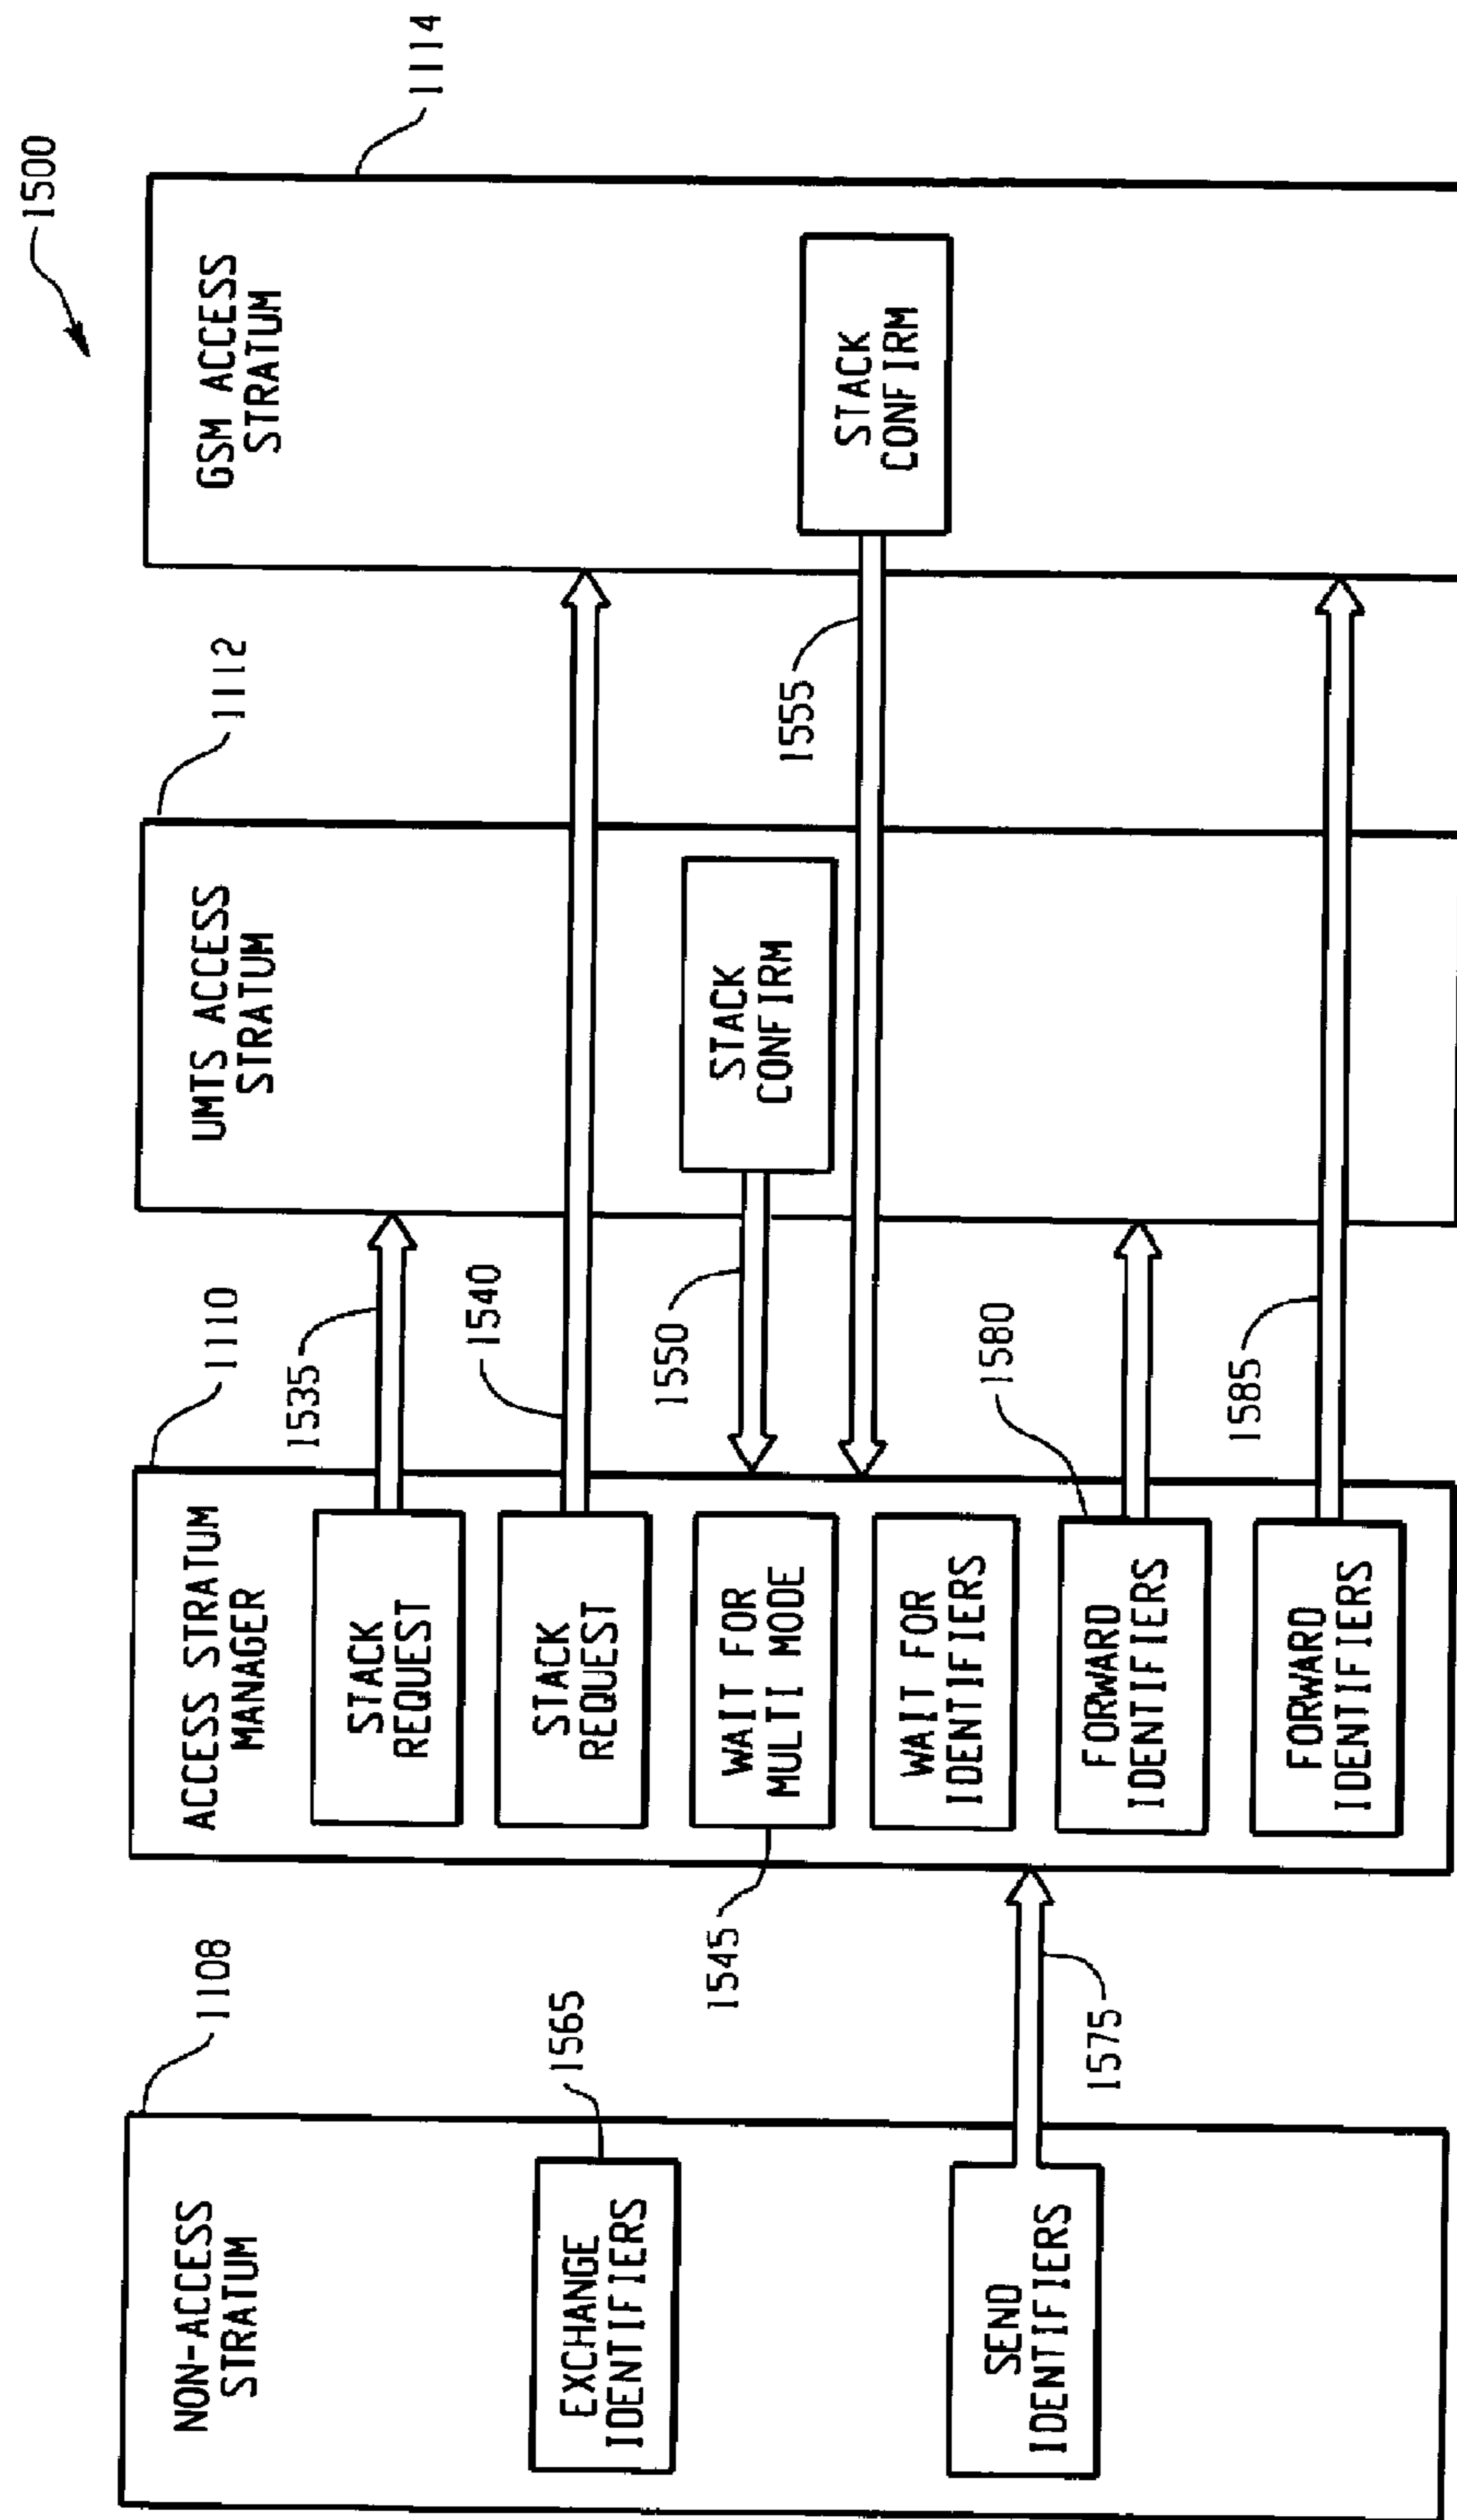 1500
NON-ACCESS
STRATUM
1108
EXCHANGE
IDENTIFIERS
1565
SEND
IDENTIFIERS
1575
ACCESS STRATUM
MANAGER
1110
STACK
REQUEST
1535
STACK
REQUEST
1540
WAIT FOR
MULTI MODE
1545
WAIT FOR
IDENTIFIERS
FORWARD
IDENTIFIERS
1580
FORWARD
IDENTIFIERS
1585
UMTS ACCESS
STRATUM
1112
STACK
CONFIRM
1550
GSM ACCESS
STRATUM
1114
STACK
CONFIRM
1555